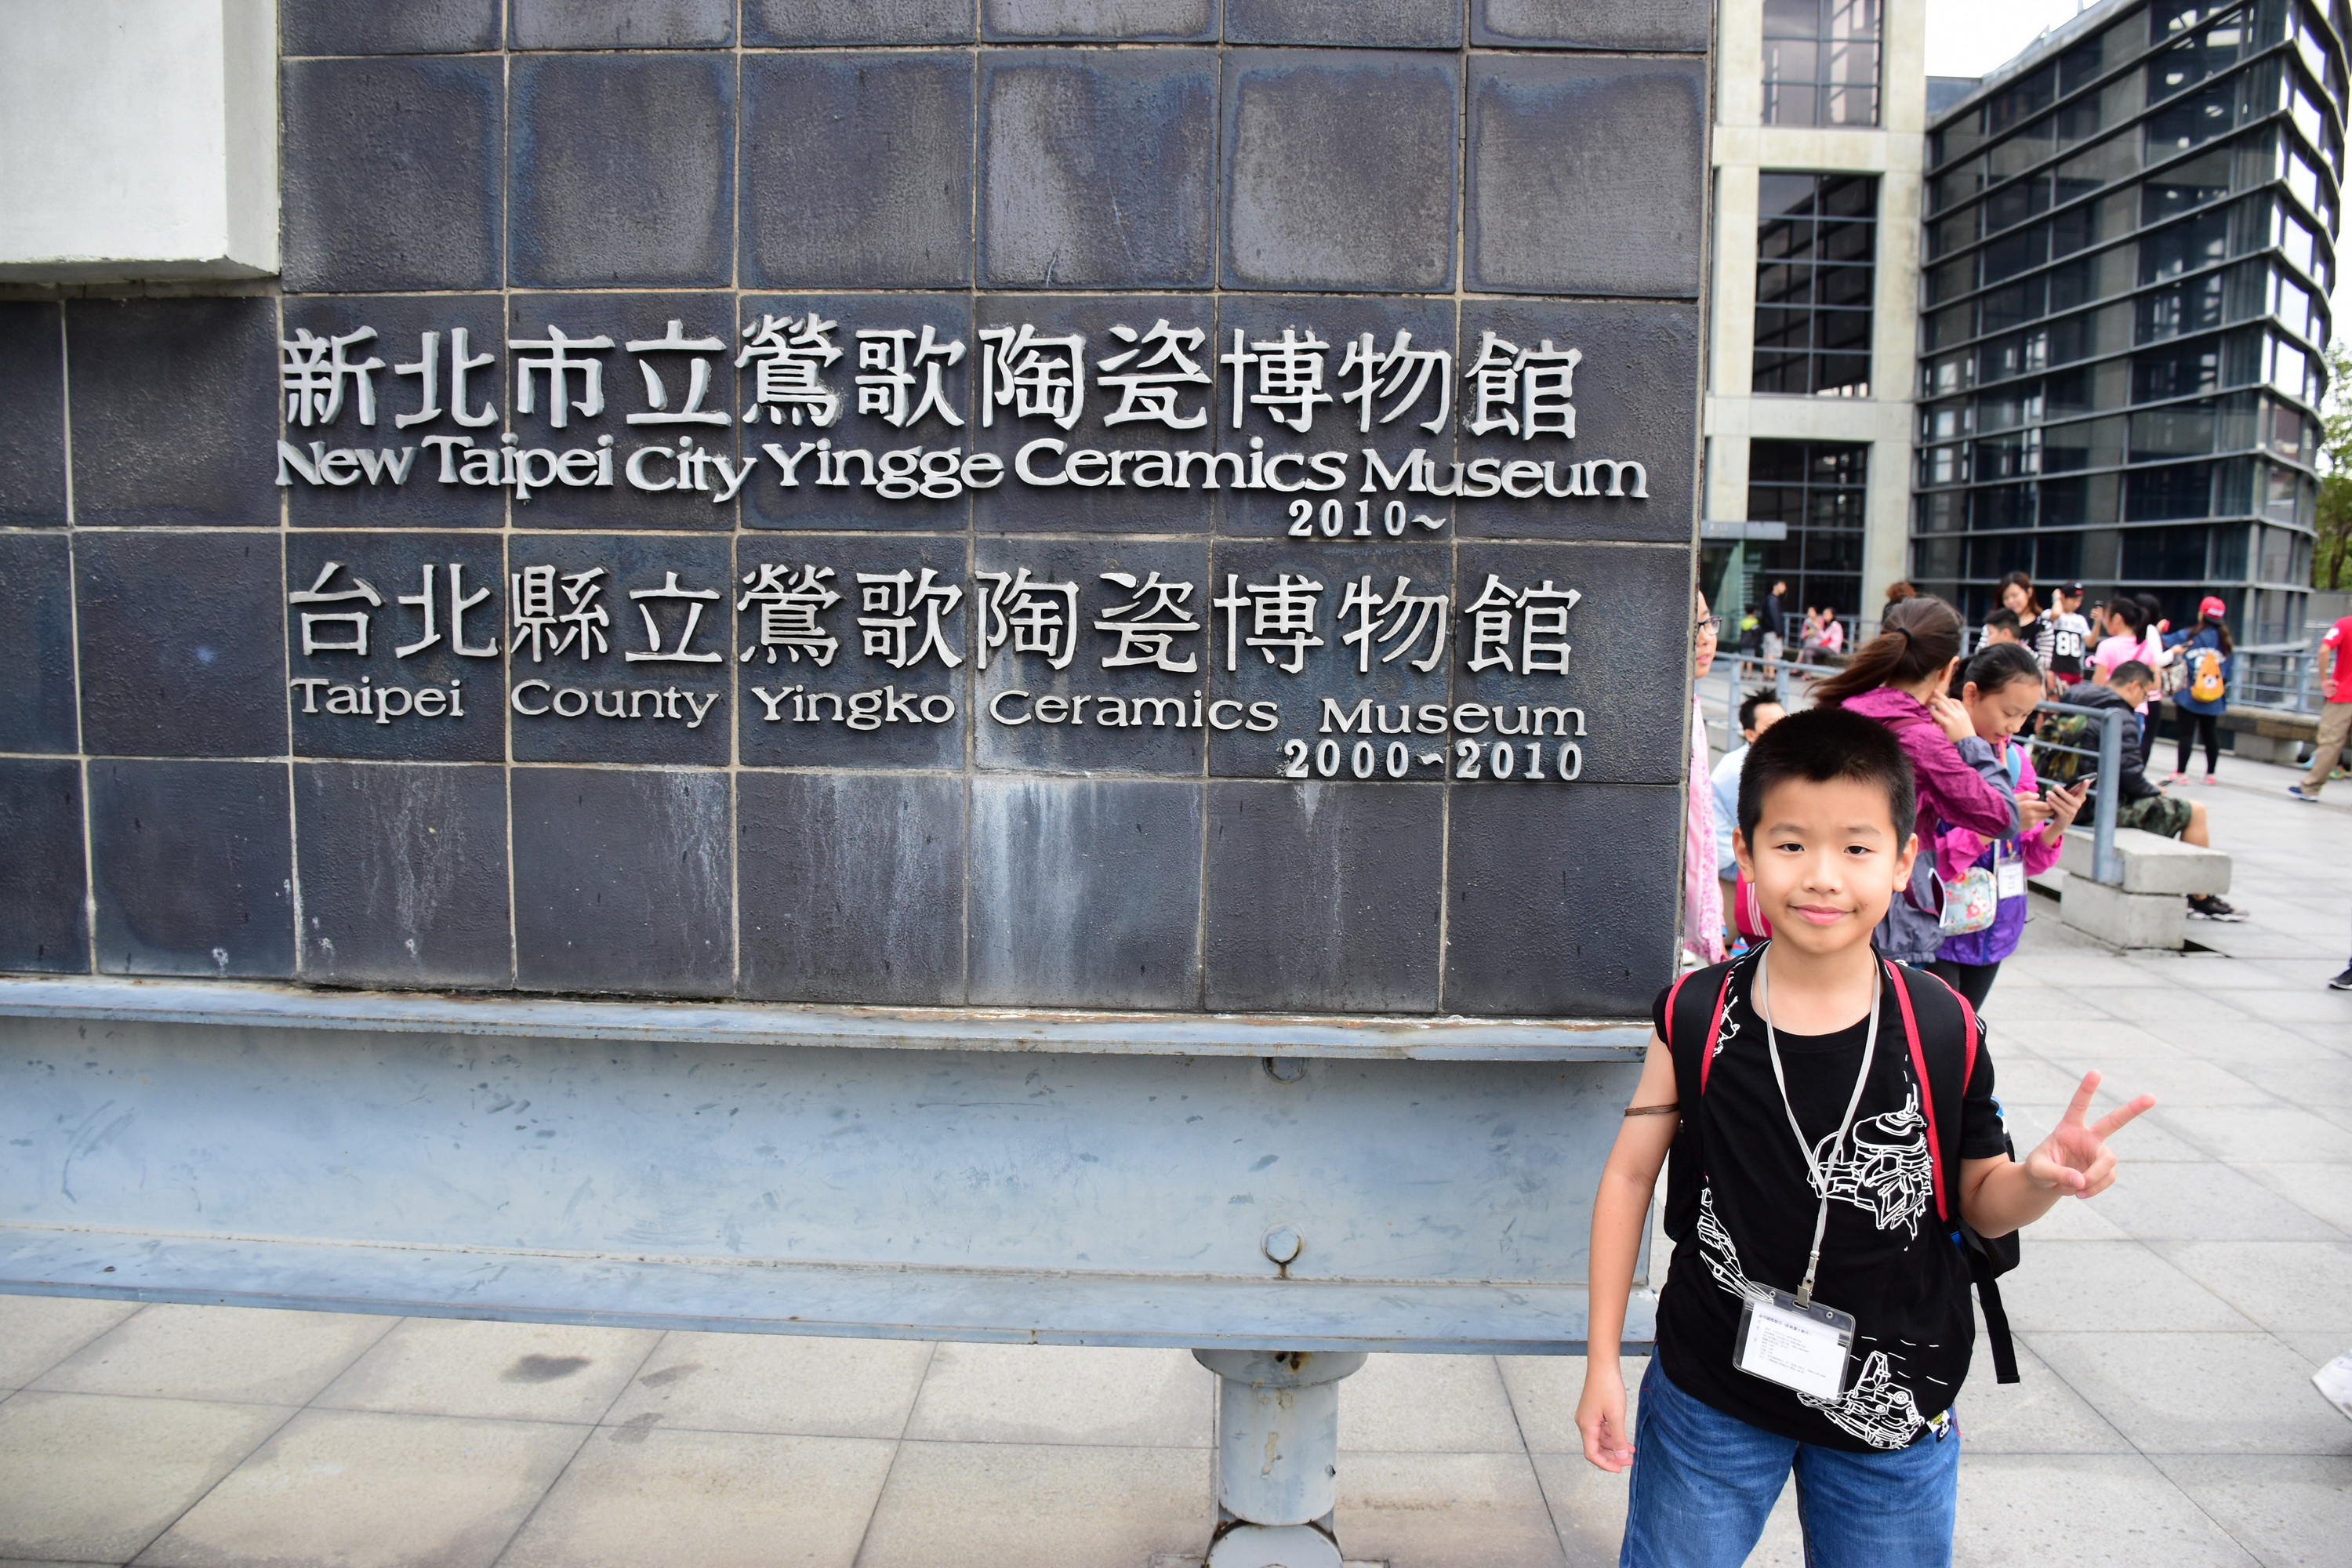 新北市立鶯歌陶瓷博物館
New Taipei City Yingge Ceramics Museum
2010~
台北縣立鶯歌陶瓷博物館
Taipei County Yingko Ceramics Museum
2000~2010
88